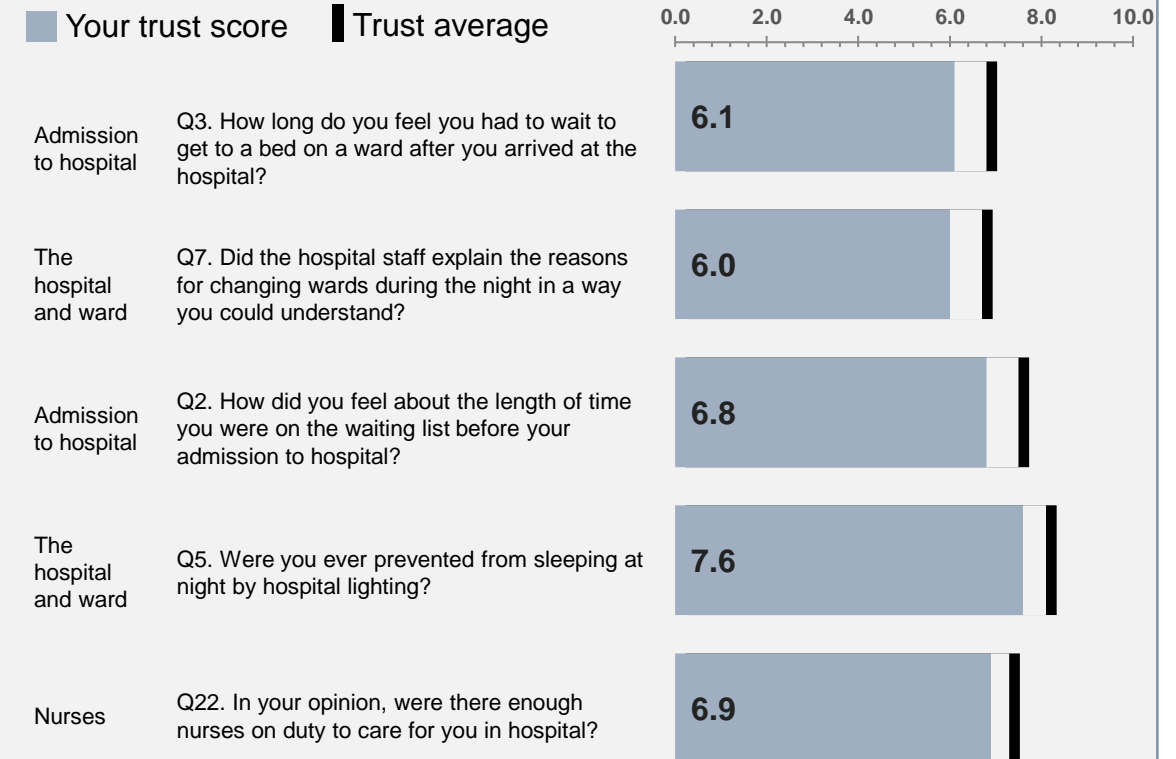 Your trust score
Trust average
0.0 2.0 4.0 6.0 8.0 10.0
Admission
to hospital
Q3. How long do you feel you had to wait to
get to a bed on a ward after you arrived at the
hospital?
6.1
The
hospital
and ward
Q7. Did the hospital staff explain the reasons
for changing wards during the night in a way
you could understand?
6.0
Admission
to hospital
Q2. How did you feel about the length of time
you were on the waiting list before your
admission to hospital?
6.8
The
hospital
and ward
Q5. Were you ever prevented from sleeping at
night by hospital lighting?
7.6
Nurses
Q22. In your opinion, were there enough
nurses on duty to care for you in hospital?
6.9